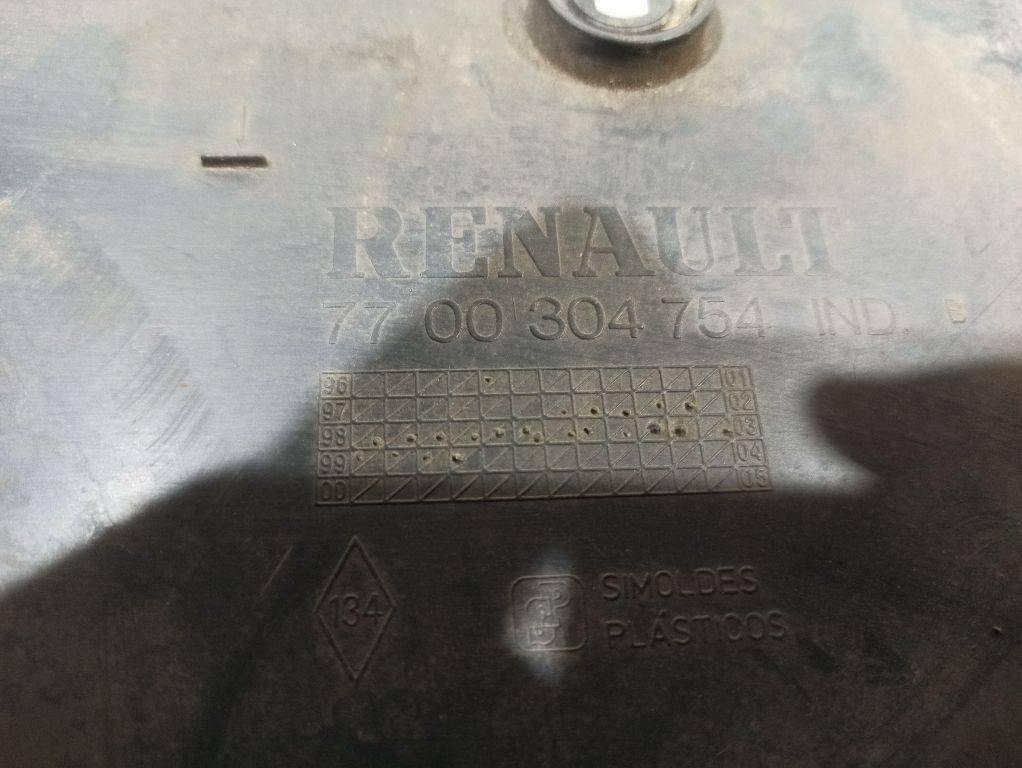 RENAULT
77 00 304 754 IND.
96 01
97 02
98 03
99 04
00 05
134
SIMOLDES
PLÁSTICOS